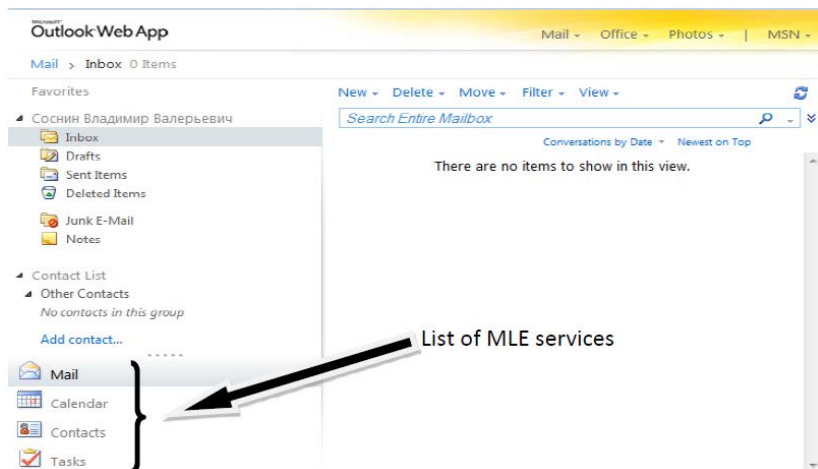 Microsoft®
Outlook Web App
Mail Office Photos | MSN
Mail > Inbox 0 Items
Favorites
Соснин Владимир Валерьевич
Inbox
Drafts
Sent Items
Deleted Items
Junk E-Mail
Notes
Contact List
Other Contacts
No contacts in this group
Add contact...
Mail
Calendar
Contacts
Tasks
New Delete Move Filter View
Search Entire Mailbox
Conversations by Date Newest on Top
There are no items to show in this view.
List of MLE services